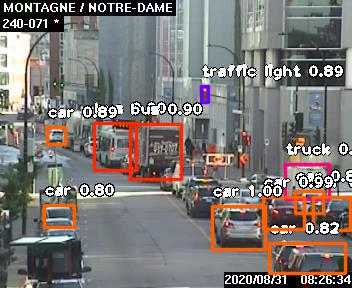 MONTAGNE / NOTRE-DAME
240-071 *
traffic light 0.89
car 0.89
bus 0.90
truck 0.
car 0.80
car 1.00
0.99
car 0.82
2020/08/31 08:26:34